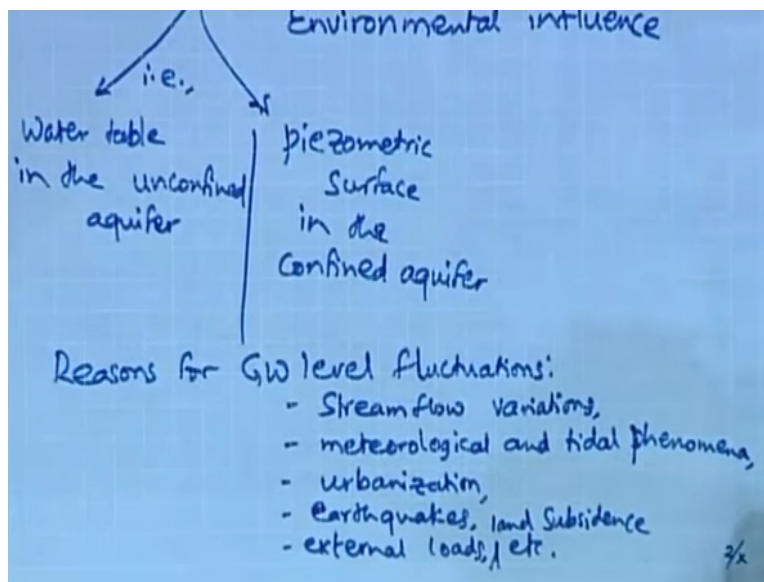 Environmental influence
i.e.,
Water table
in the unconfined
aquifer
piezometric
surface
in the
Confined aquifer
Reasons for GW level fluctuations:
- Streamflow variations,
- meteorological and tidal phenomena,
- urbanization,
- earthquakes, land subsidence
- external loads, etc.
2/x